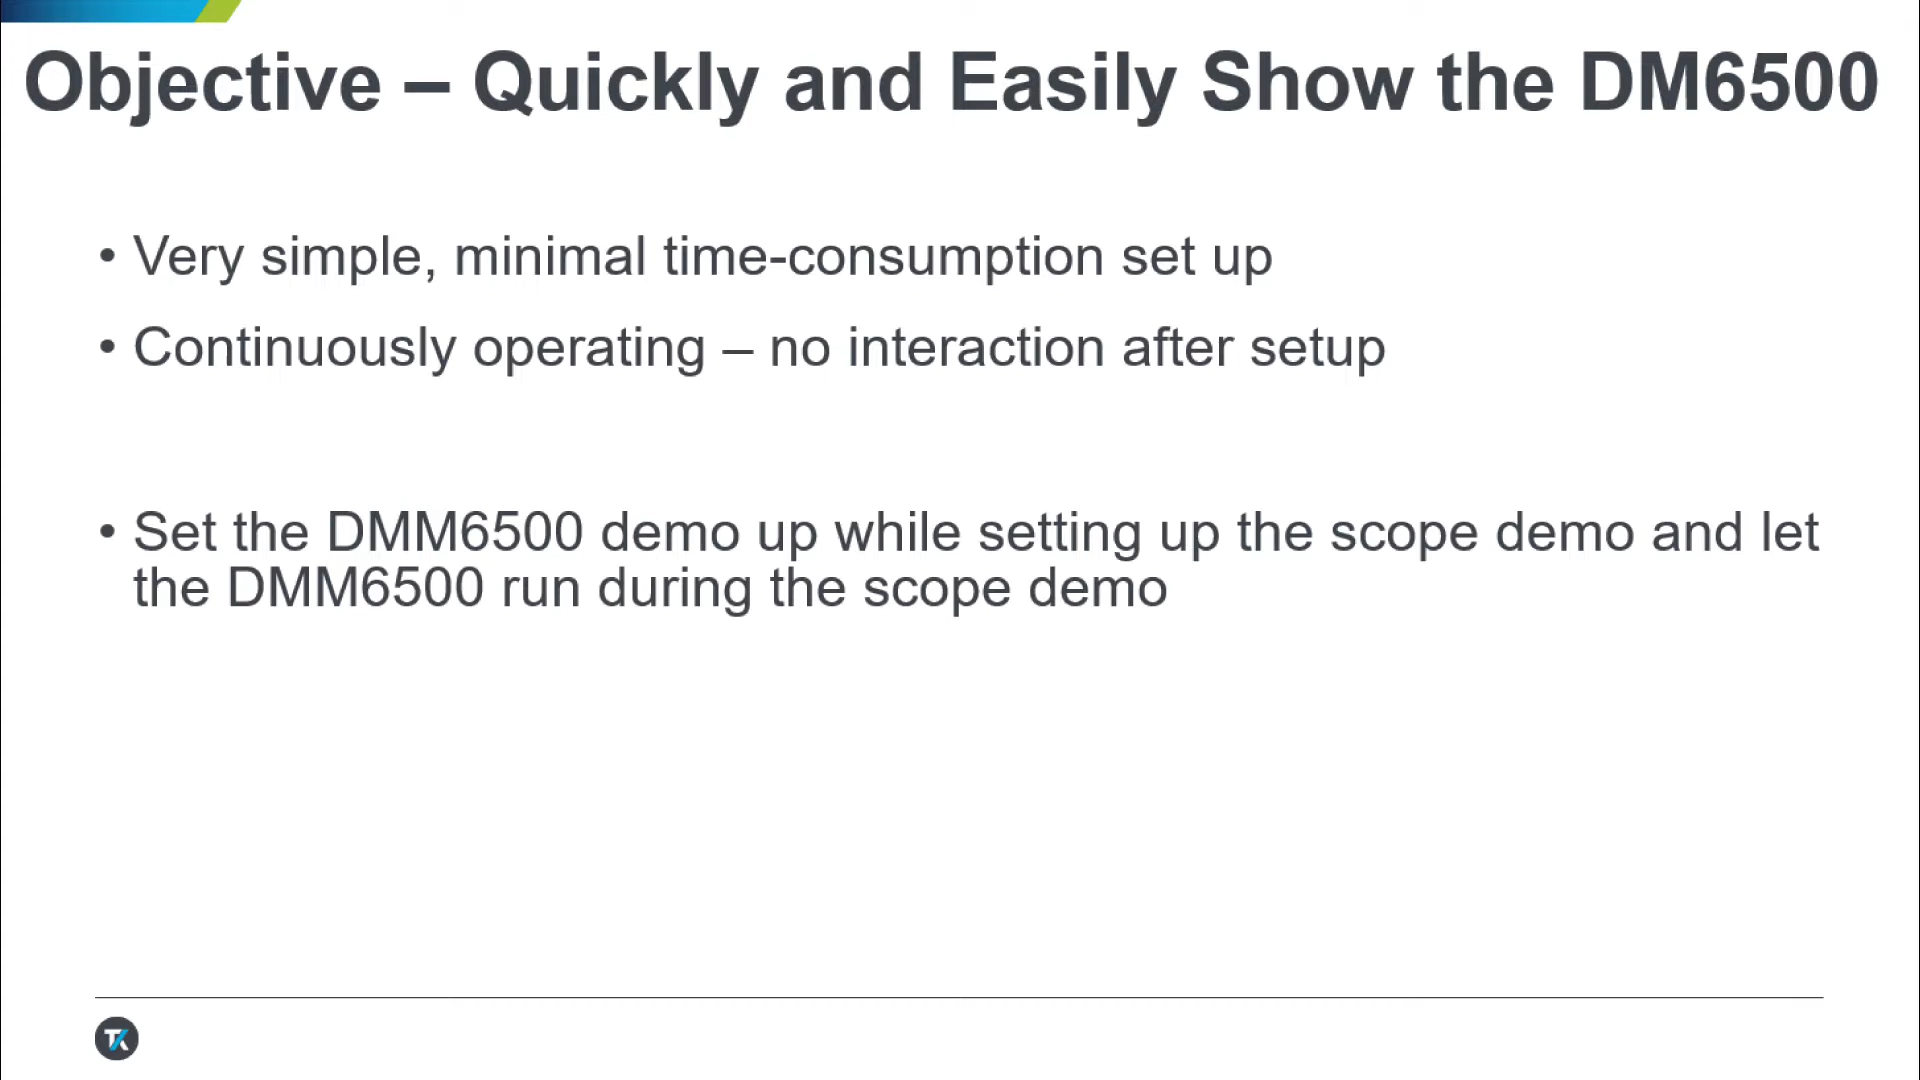 Objective – Quickly and Easily Show the DM6500
• Very simple, minimal time-consumption set up
• Continuously operating – no interaction after setup
• Set the DMM6500 demo up while setting up the scope demo and let
the DMM6500 run during the scope demo
TK